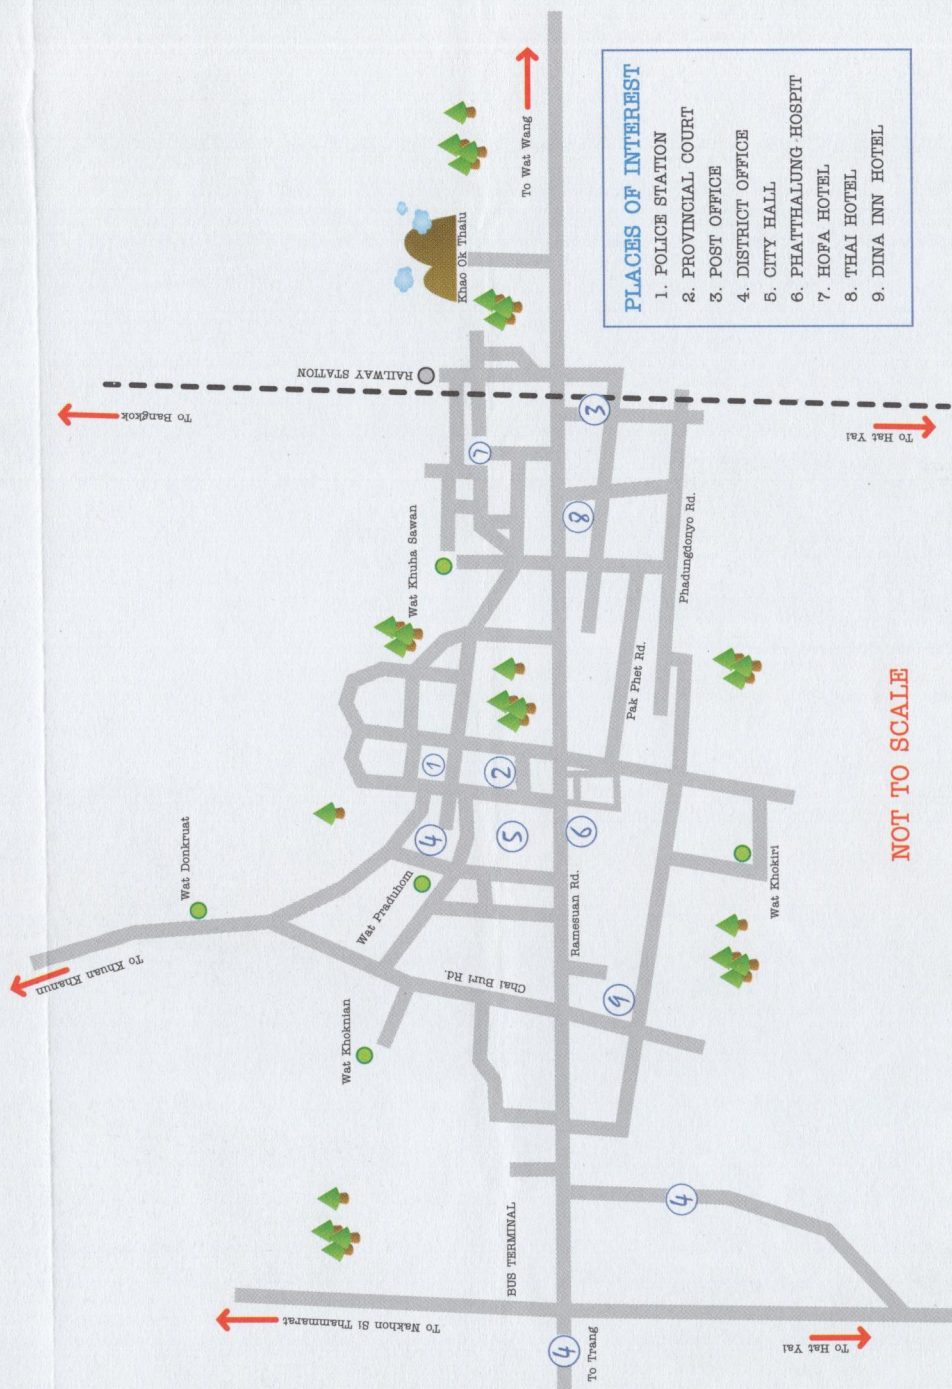 To Khuan Khanun
Wat Donkruat
To Bangkok
To Nakhon Si Thammarat
Wat Khoknian
Wat Praduhom
Wat Khuha Sawan
RAILWAY STATION
Khao Ok Thalu
To Wat Wang
Chai Buri Rd.
1
4
2
5
6
7
8
3
9
4
4
BUS TERMINAL
Ramesuan Rd.
Pak Phet Rd.
Phadungdonyo Rd.
Wat Khokiri
To Trang
To Hat Yai
To Hat Yai
NOT TO SCALE
PLACES OF INTEREST
1. POLICE STATION
2. PROVINCIAL COURT
3. POST OFFICE
4. DISTRICT OFFICE
5. CITY HALL
6. PHATTHALUNG HOSPIT
7. HOFA HOTEL
8. THAI HOTEL
9. DINA INN HOTEL